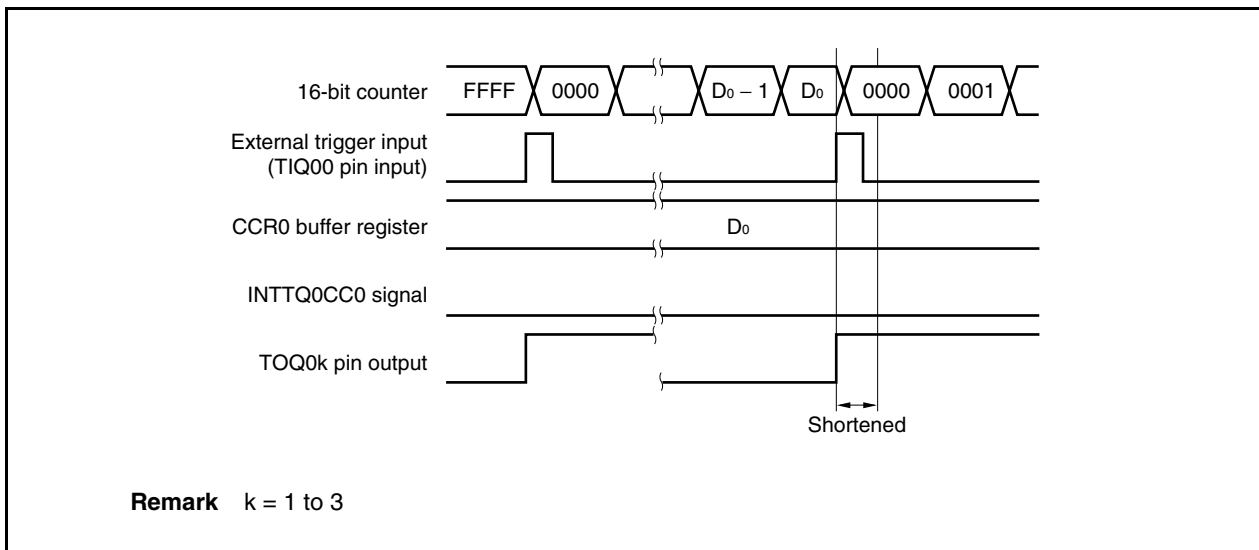 16-bit counter FFFF 0000 D₀ − 1 D₀ 0000 0001
External trigger input
(TIQ00 pin input)
CCR0 buffer register D₀
INTTQ0CC0 signal
TOQ0k pin output
Shortened
Remark k = 1 to 3